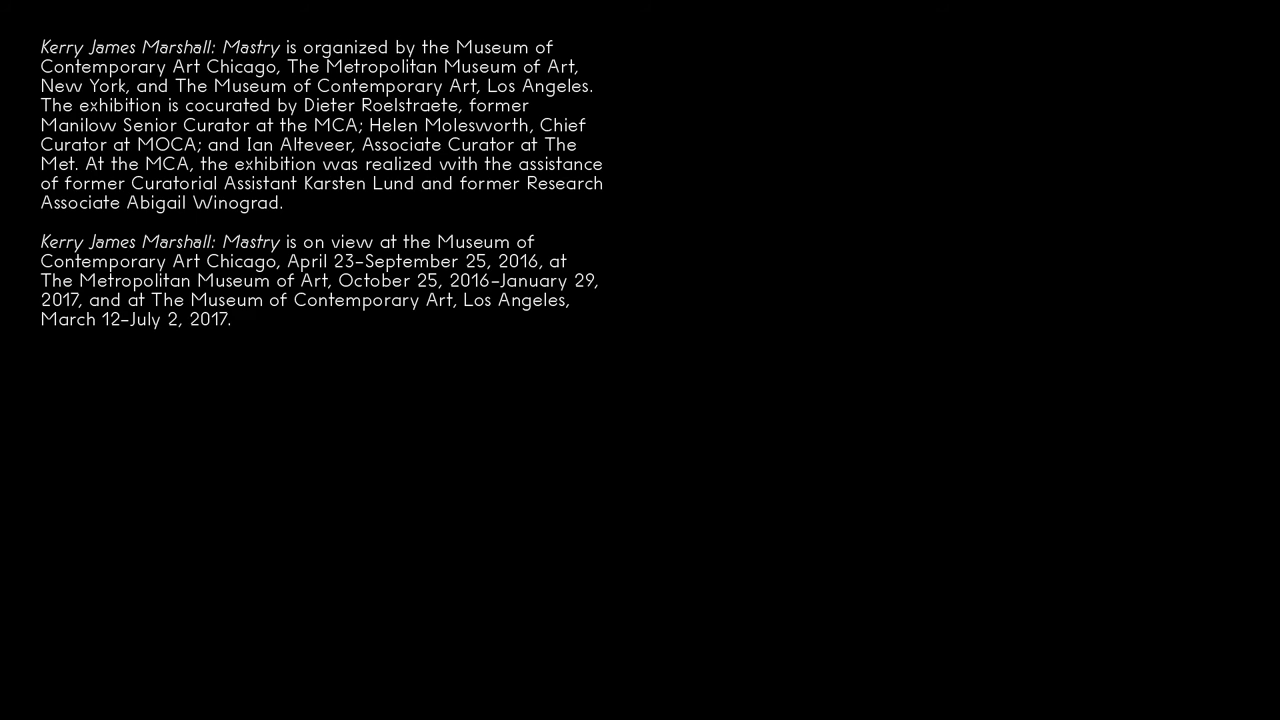 Kerry James Marshall: Mastry is organized by the Museum of
Contemporary Art Chicago, The Metropolitan Museum of Art,
New York, and The Museum of Contemporary Art, Los Angeles.
The exhibition is cocurated by Dieter Roelstraete, former
Manilow Senior Curator at the MCA; Helen Molesworth, Chief
Curator at MOCA; and Ian Alteveer, Associate Curator at The
Met. At the MCA, the exhibition was realized with the assistance
of former Curatorial Assistant Karsten Lund and former Research
Associate Abigail Winograd.
Kerry James Marshall: Mastry is on view at the Museum of
Contemporary Art Chicago, April 23–September 25, 2016, at
The Metropolitan Museum of Art, October 25, 2016–January 29,
2017, and at The Museum of Contemporary Art, Los Angeles,
March 12–July 2, 2017.